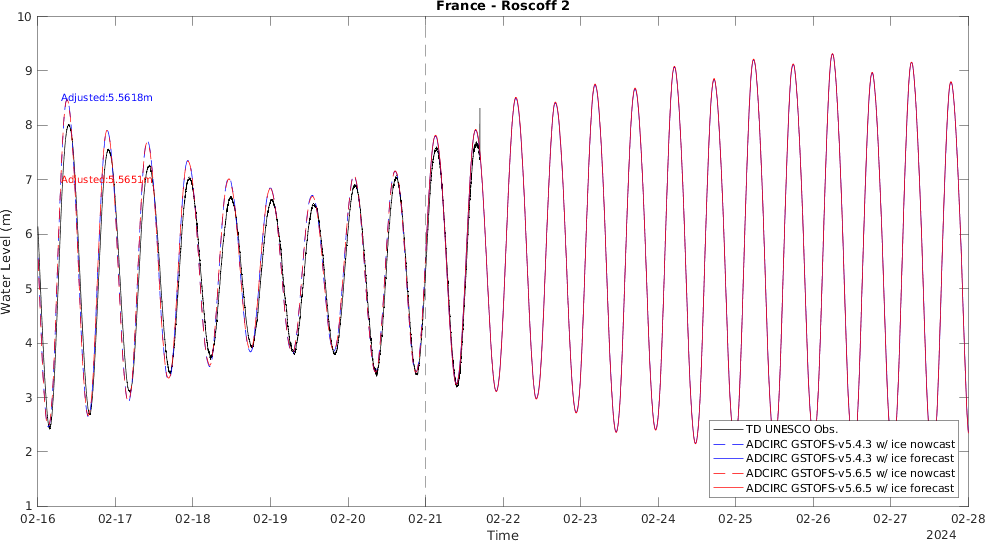 France - Roscoff 2
Water Level (m)
10
9
8
7
6
5
4
3
2
1
Adjusted:5.5618m
Adjusted:5.5651m
TD UNESCO Obs.
ADCIRC GSTOFS-v5.4.3 w/ ice nowcast
ADCIRC GSTOFS-v5.4.3 w/ ice forecast
ADCIRC GSTOFS-v5.6.5 w/ ice nowcast
ADCIRC GSTOFS-v5.6.5 w/ ice forecast
02-16 02-17 02-18 02-19 02-20 02-21 02-22 02-23 02-24 02-25 02-26 02-27 02-28
Time
2024